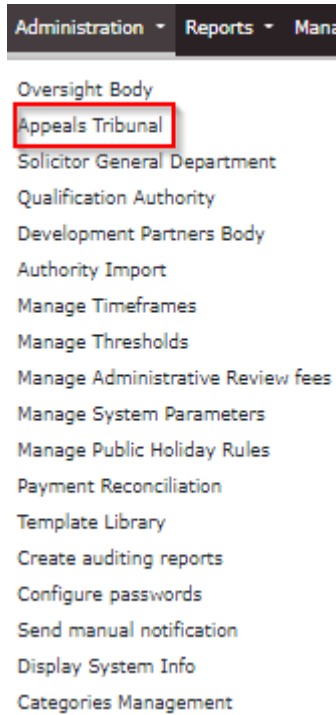 Administration Reports Mana
Oversight Body
Appeals Tribunal
Solicitor General Department
Qualification Authority
Development Partners Body
Authority Import
Manage Timeframes
Manage Thresholds
Manage Administrative Review fees
Manage System Parameters
Manage Public Holiday Rules
Payment Reconciliation
Template Library
Create auditing reports
Configure passwords
Send manual notification
Display System Info
Categories Management